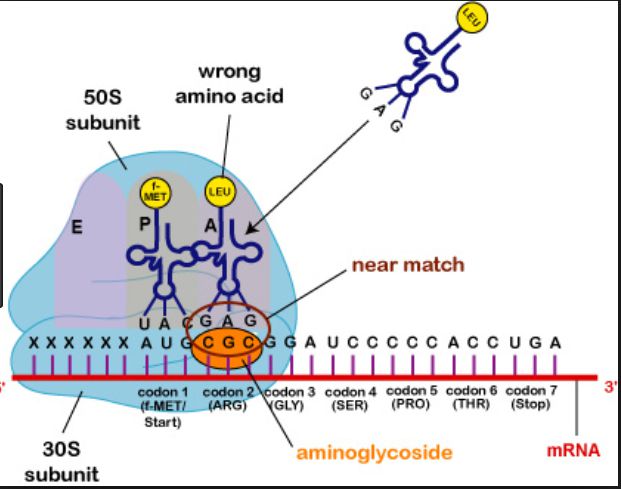 LEU
G
A
G
wrong
amino acid
50S
subunit
f-
MET
LEU
E
P
A
near match
U A C G A G
X X X X X X A U G C G C G G A U C C C C C A C C U G A
5'
3'
codon 1
(f-MET/
Start)
codon 2
(ARG)
codon 3
(GLY)
codon 4
(SER)
codon 5
(PRO)
codon 6
(THR)
codon 7
(Stop)
aminoglycoside
mRNA
30S
subunit